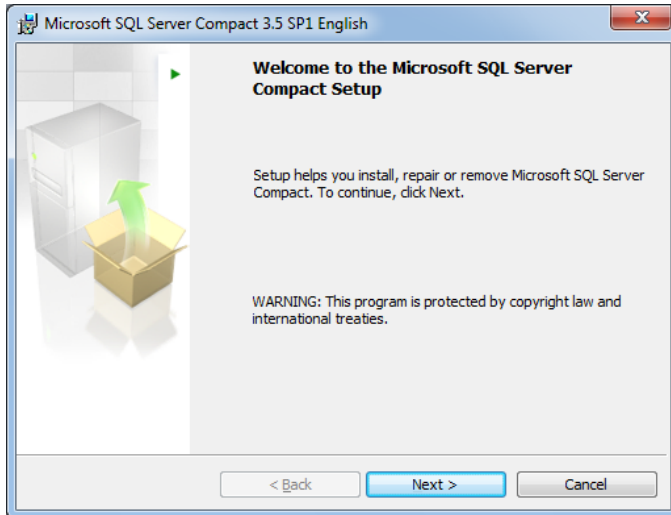 Microsoft SQL Server Compact 3.5 SP1 English
Welcome to the Microsoft SQL Server
Compact Setup
Setup helps you install, repair or remove Microsoft SQL Server
Compact. To continue, click Next.
WARNING: This program is protected by copyright law and
international treaties.
< Back
Next >
Cancel